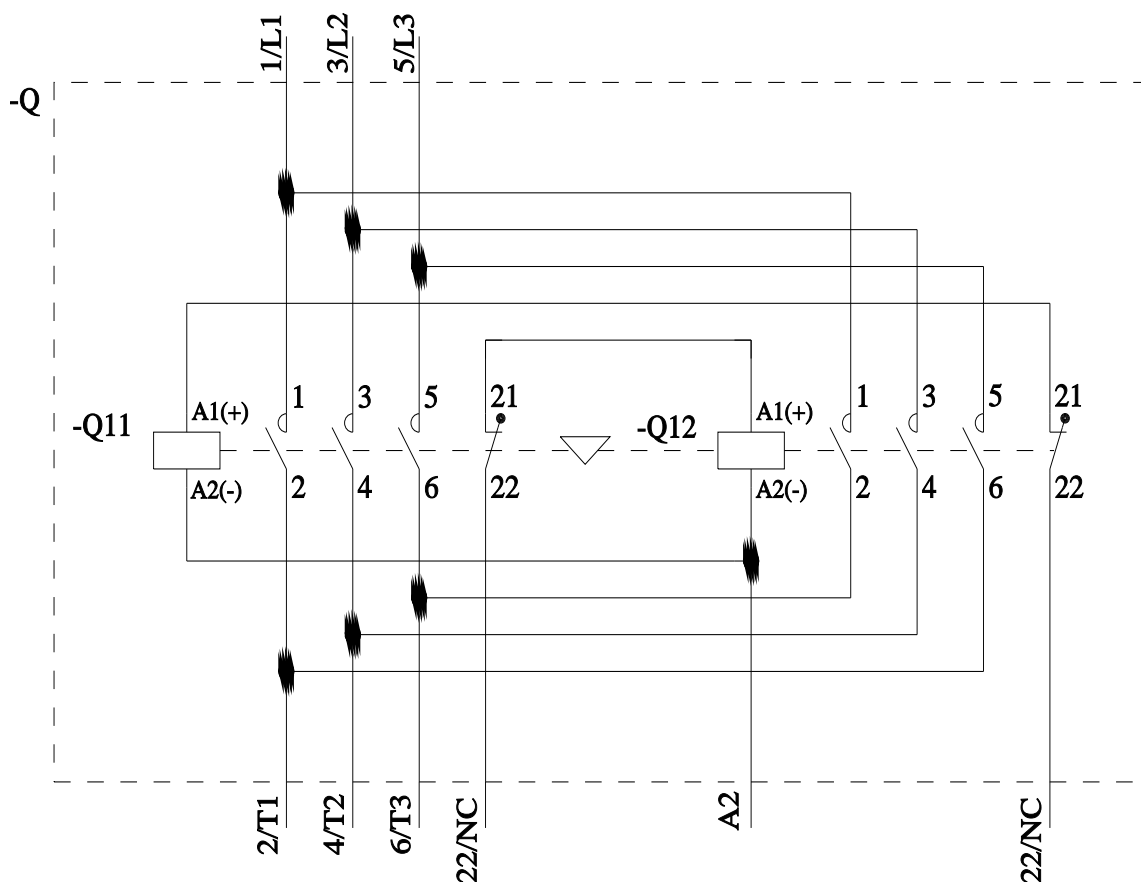 1/L1
3/L2
5/L3
-Q
1
3
5
21
1
3
5
21
-Q11
A1(+)
-Q12
A1(+)
A2(-)
2
4
6
22
A2(-)
2
4
6
22
2/T1
4/T2
6/T3
22/NC
A2
22/NC